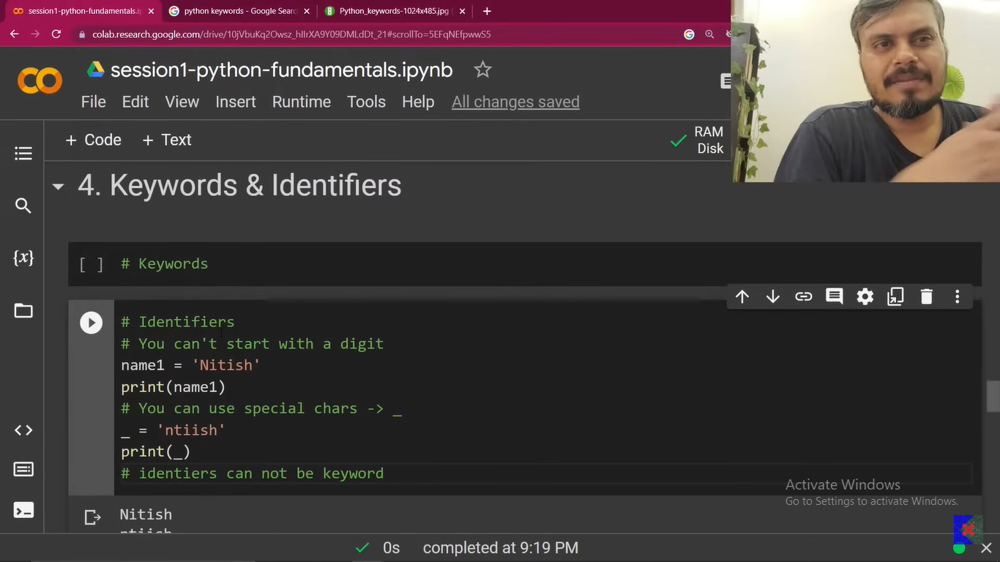 session1-python-fundamentals.i
python keywords - Google Searc
Python_keywords-1024x485.jpg
colab.research.google.com/drive/10jVbuKq2Owsz_hlIrXA9Y09DMLdDt_21#scrollTo=5EFqNEfpwwS5
session1-python-fundamentals.ipynb
File Edit View Insert Runtime Tools Help All changes saved
+ Code + Text
RAM
Disk
4. Keywords & Identifiers
[ ] # Keywords
# Identifiers
# You can't start with a digit
name1 = 'Nitish'
print(name1)
# You can use special chars -> _
_ = 'ntiish'
print(_)
# identiers can not be keyword
Nitish
ntiish
Activate Windows
Go to Settings to activate Windows.
0s completed at 9:19 PM